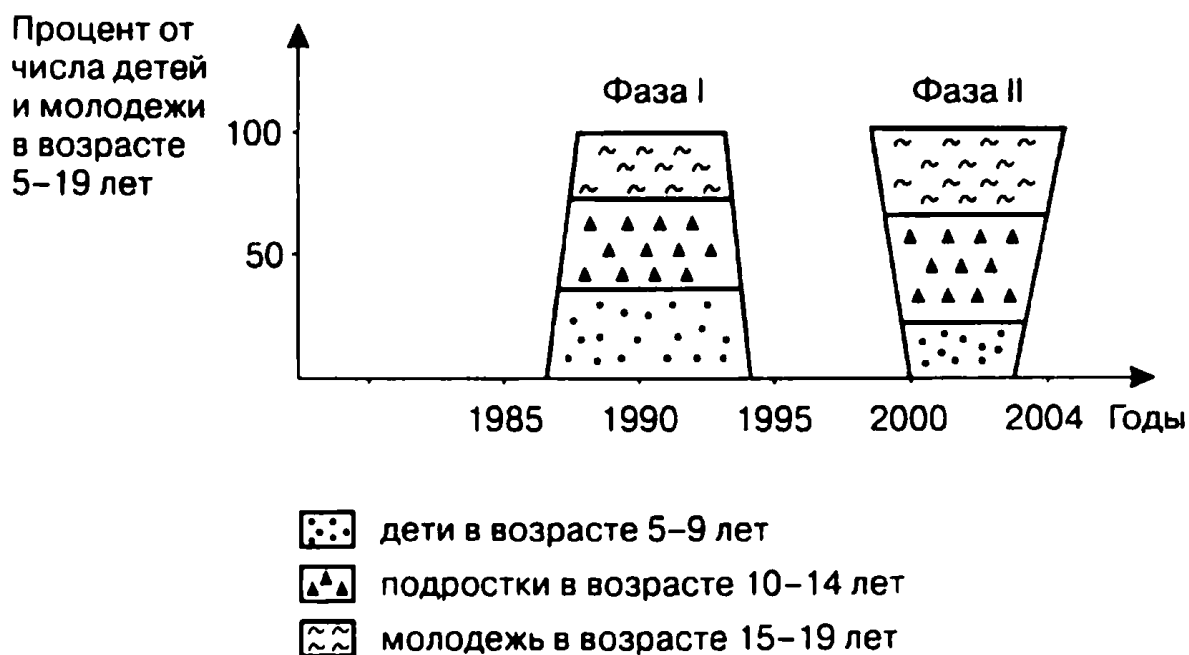 Процент от
числа детей
и молодежи
в возрасте
5–19 лет
Фаза I
Фаза II
100
50
1985 1990 1995 2000 2004 Годы
дети в возрасте 5–9 лет
подростки в возрасте 10–14 лет
молодежь в возрасте 15–19 лет